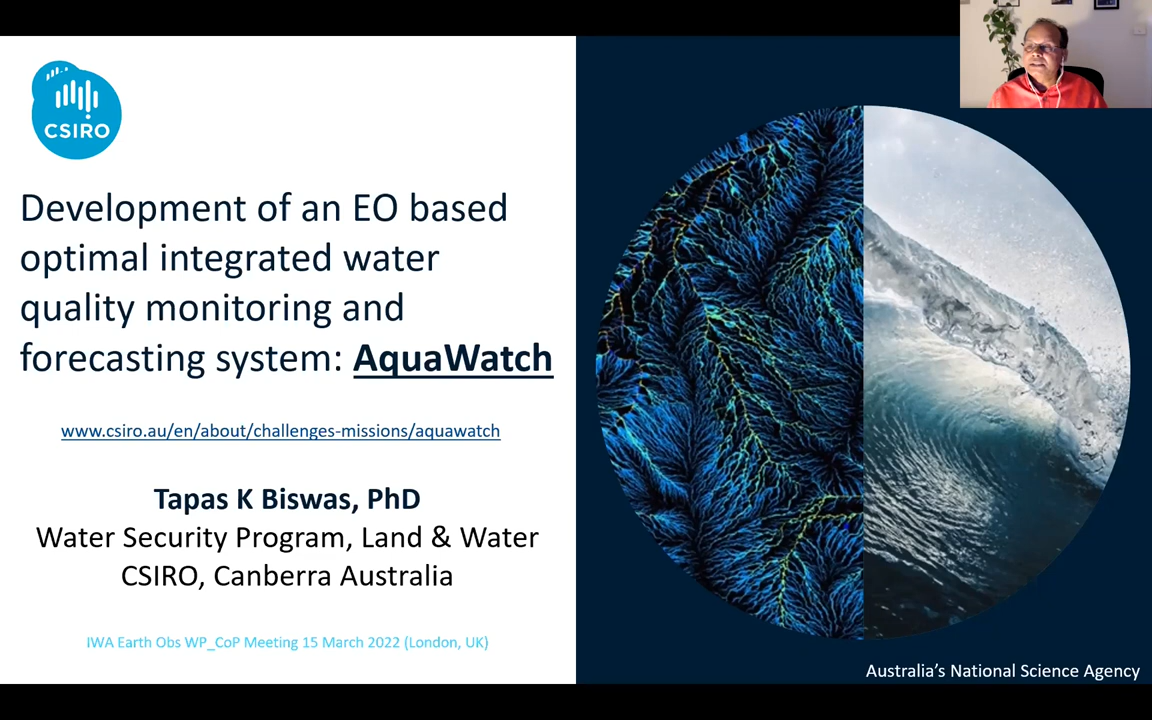 CSIRO
Development of an EO based
optimal integrated water
quality monitoring and
forecasting system: AquaWatch
www.csiro.au/en/about/challenges-missions/aquawatch
Tapas K Biswas, PhD
Water Security Program, Land & Water
CSIRO, Canberra Australia
IWA Earth Obs WP_CoP Meeting 15 March 2022 (London, UK)
Australia’s National Science Agency